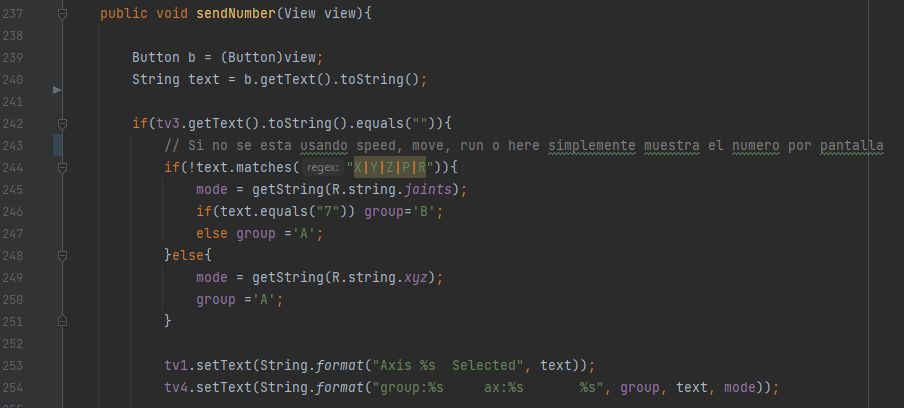 237 public void sendNumber(View view){
238
239 Button b = (Button)view;
240 String text = b.getText().toString();
241
242 if(tv3.getText().toString().equals("")){
243 // Si no se esta usando speed, move, run o here simplemente muestra el numero por pantalla
244 if(!text.matches( regex: "X|Y|Z|P|R")){
245 mode = getString(R.string.joints);
246 if(text.equals("7")) group='B';
247 else group ='A';
248 }else{
249 mode = getString(R.string.xyz);
250 group ='A';
251 }
252
253 tv1.setText(String.format("Axis %s  Selected", text));
254 tv4.setText(String.format("group:%s     ax:%s       %s", group, text, mode));